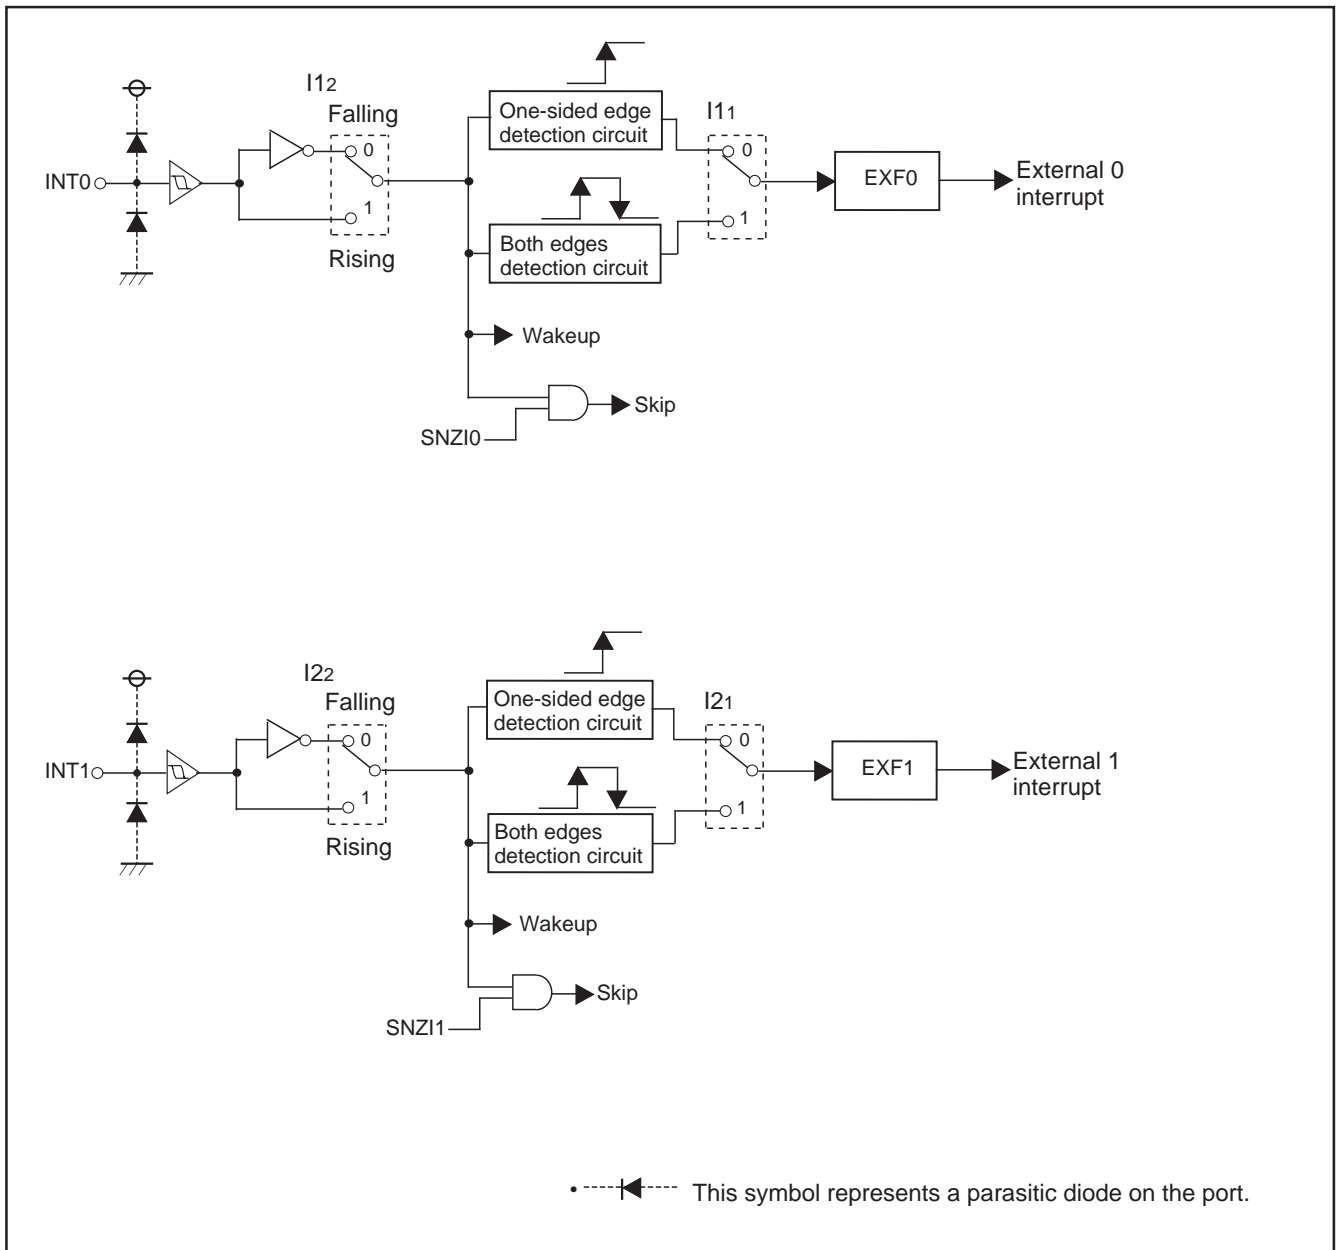 I12
Falling
0
1
Rising
INT0
One-sided edge
detection circuit
Both edges
detection circuit
I11
0
1
EXF0
External 0
interrupt
Wakeup
Skip
SNZI0
I22
Falling
0
1
Rising
INT1
One-sided edge
detection circuit
Both edges
detection circuit
I21
0
1
EXF1
External 1
interrupt
Wakeup
Skip
SNZI1
• This symbol represents a parasitic diode on the port.